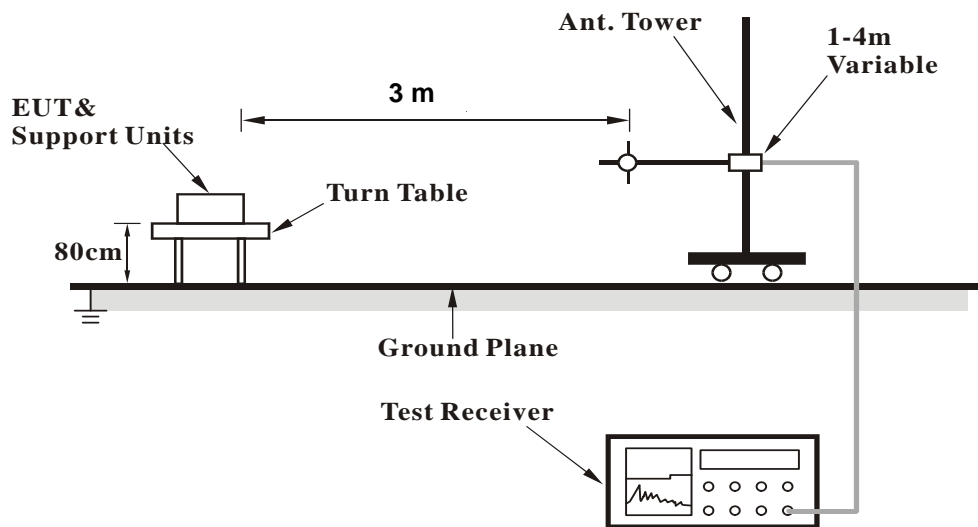 Ant. Tower
1-4m
Variable
3 m
EUT&
Support Units
Turn Table
80cm
Ground Plane
Test Receiver